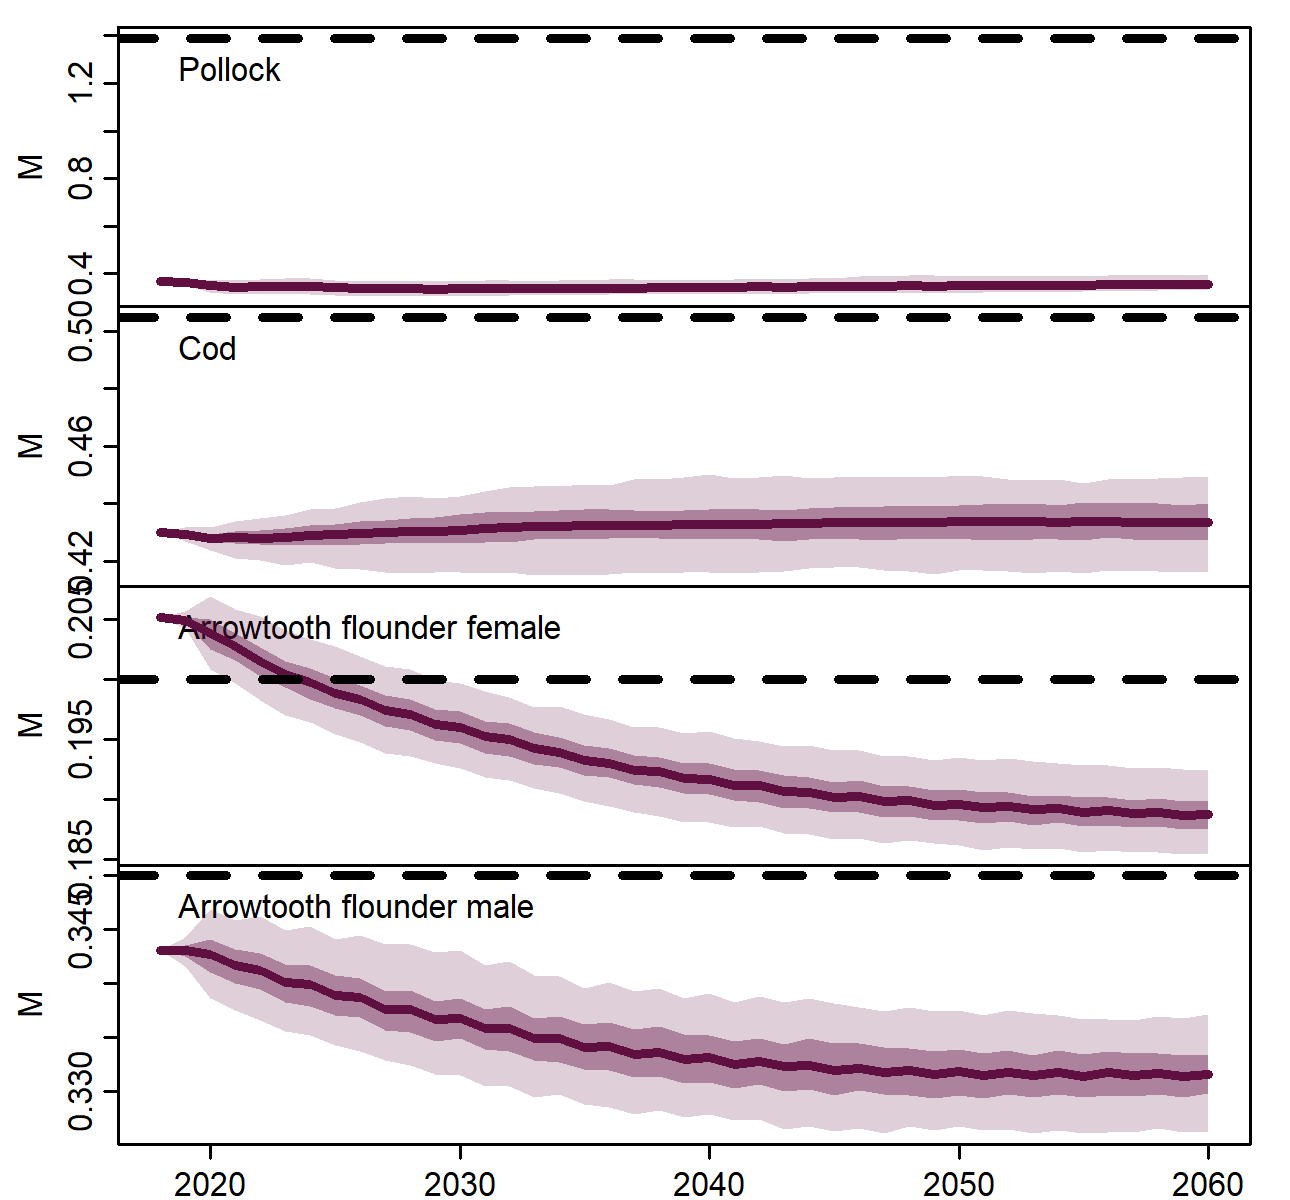 Pollock
M
1.2
0.8
0.4
Cod
M
0.50
0.46
0.42
Arrowtooth flounder female
M
0.205
0.195
0.185
Arrowtooth flounder male
M
0.345
0.330
2020 2030 2040 2050 2060